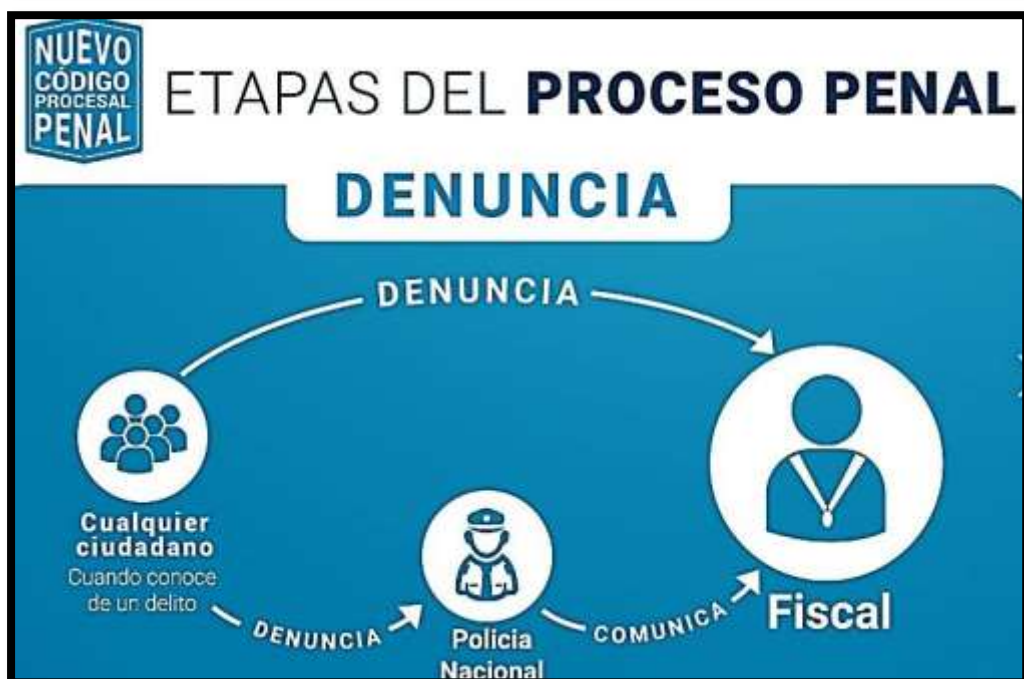 NUEVO
CÓDIGO
PROCESAL
PENAL
ETAPAS DEL PROCESO PENAL
DENUNCIA
DENUNCIA
Cualquier
ciudadano
Cuando conoce
de un delito
DENUNCIA
Policia
Nacional
COMUNICA
Fiscal